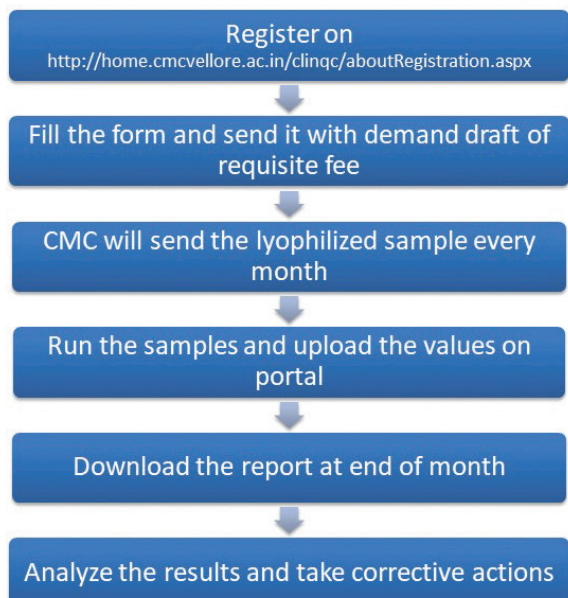 Register on
http://home.cmcvellore.ac.in/clinqc/aboutRegistration.aspx
Fill the form and send it with demand draft of
requisite fee
CMC will send the lyophilized sample every
month
Run the samples and upload the values on
portal
Download the report at end of month
Analyze the results and take corrective actions